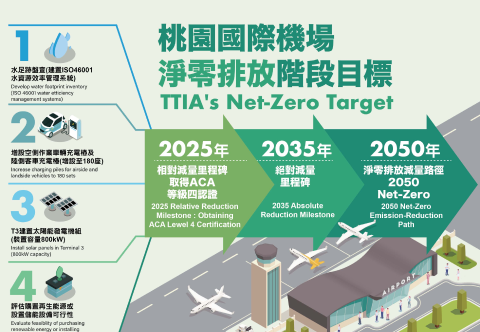 桃園國際機場
淨零排放階段目標
TTIA's Net-Zero Target
1
水足跡盤查(建置ISO46001
水資源效率管理系統)
Develop water footprint inventory
(ISO 46001 water efficiency
management systems)
2
增設空側作業車輛充電樁及
陸側客車充電樁(增設至180座)
Increase charging piles for airside and
landside vehicles to 180 sets
3
T3建置太陽能發電機組
(裝置容量800kW)
Install solar panels in Terminal 3
(800kW capacity)
4
評估購置再生能源或
設置儲能設備可行性
Evaluate feasibility of purchasing
renewable energy or installing
2025年
相對減量里程碑
取得ACA
等級四認證
2025 Relative Reduction
Milestone : Obtaining
ACA Level 4 Certification
2035年
絕對減量
里程碑
2035 Absolute
Reduction Milestone
2050年
淨零排放減量路徑
2050
Net-Zero
2050 Net-Zero
Emission-Reduction
Path
AIRPORT